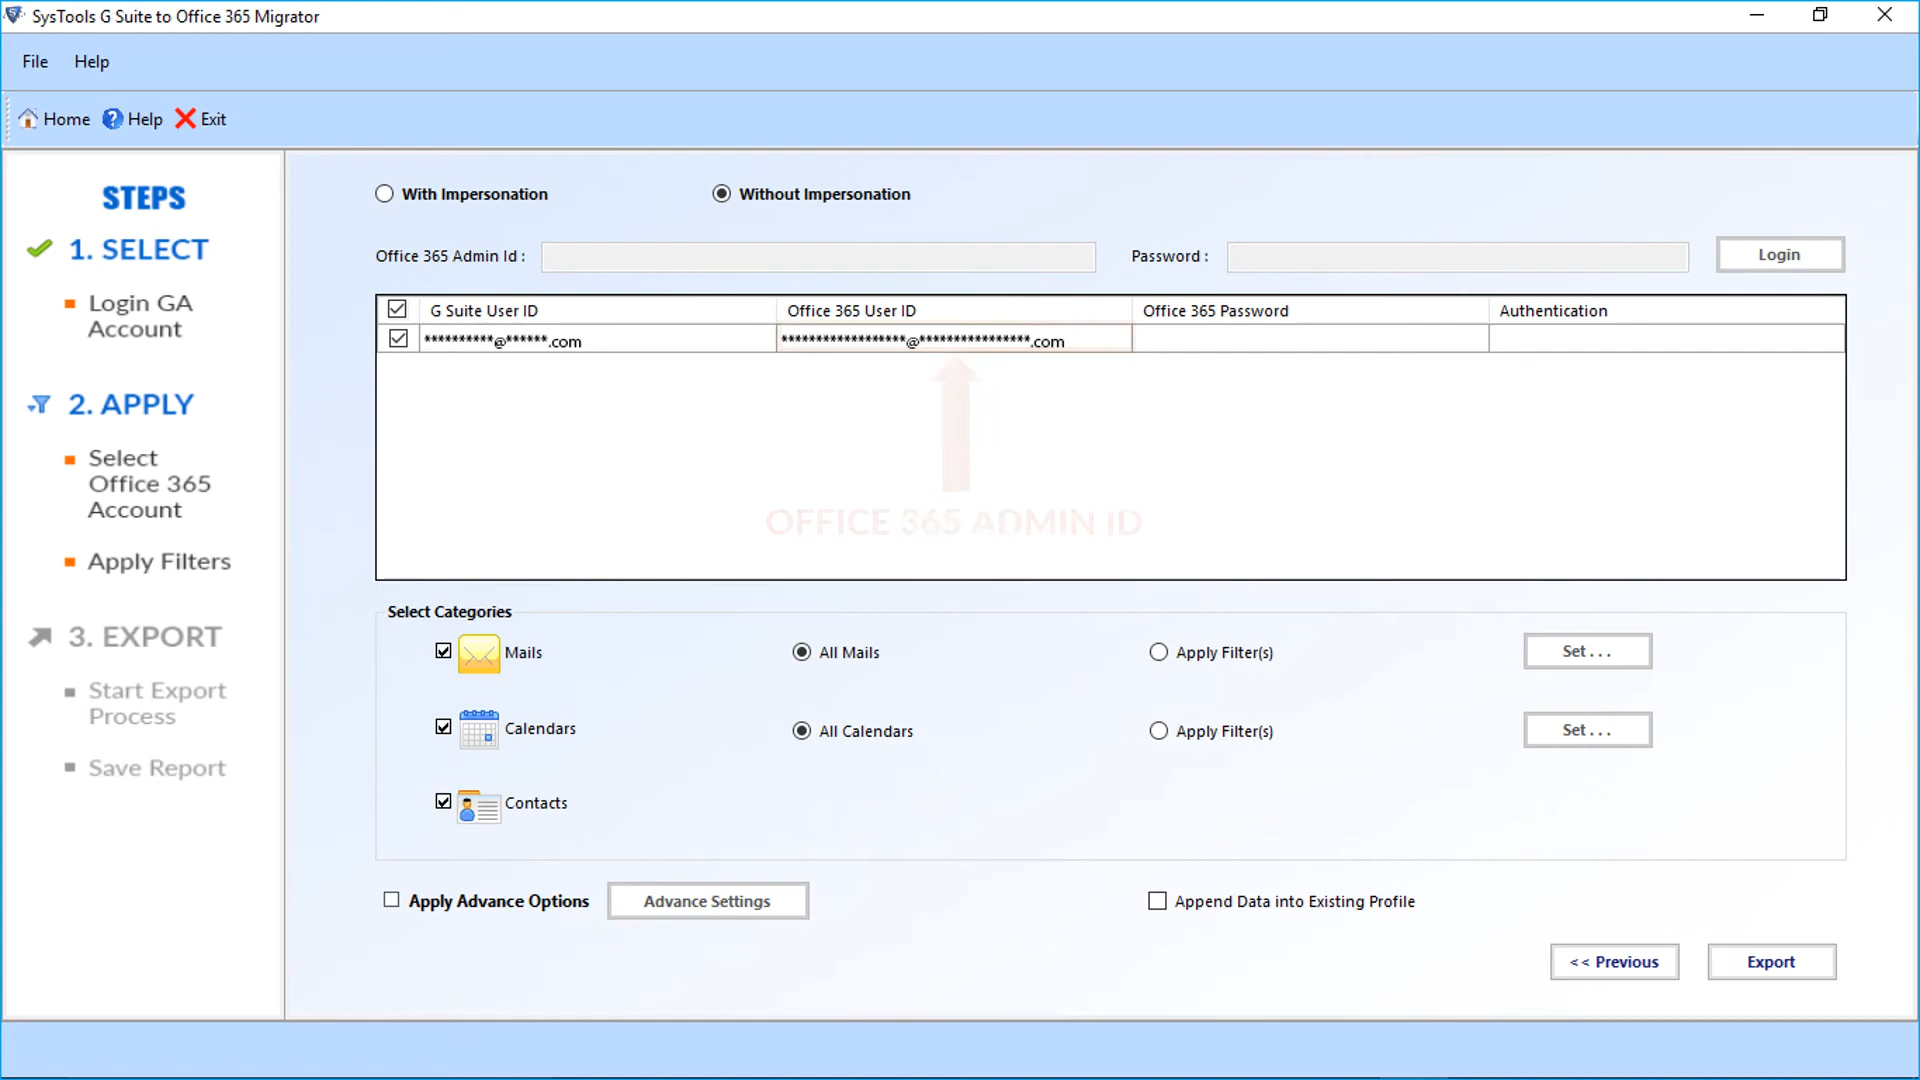 SysTools G Suite to Office 365 Migrator
File Help
Home Help Exit
STEPS
1. SELECT
Login GA
Account
2. APPLY
Select
Office 365
Account
Apply Filters
3. EXPORT
Start Export
Process
Save Report
With Impersonation Without Impersonation
Office 365 Admin Id : Password : Login
G Suite User ID Office 365 User ID Office 365 Password Authentication
**********@******.com ******************@****************.com
OFFICE 365 ADMIN ID
Select Categories
Mails All Mails Apply Filter(s) Set . . .
Calendars All Calendars Apply Filter(s) Set . . .
Contacts
Apply Advance Options Advance Settings Append Data into Existing Profile
<< Previous Export